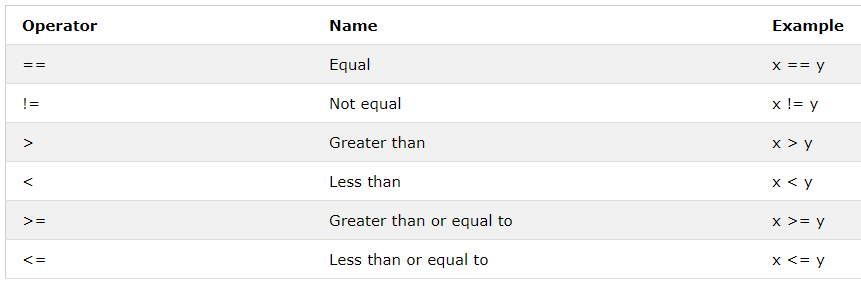 Operator Name Example
== Equal x == y
!= Not equal x != y
> Greater than x > y
< Less than x < y
>= Greater than or equal to x >= y
<= Less than or equal to x <= y